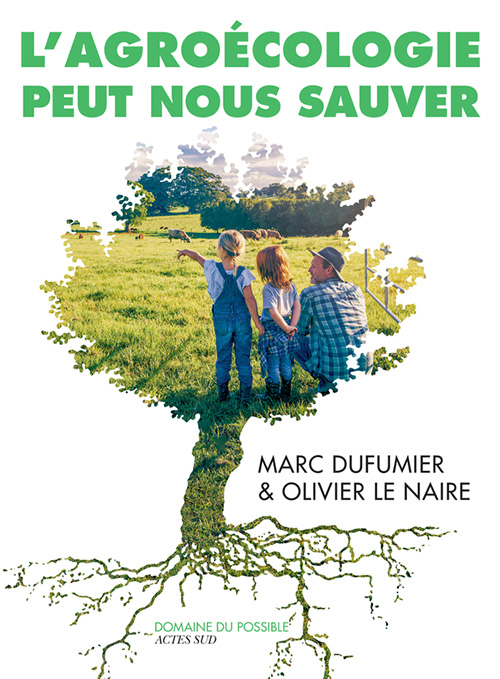 L'AGROÉCOLOGIE
PEUT NOUS SAUVER
MARC DUFUMIER
& OLIVIER LE NAIRE
DOMAINE DU POSSIBLE
ACTES SUD